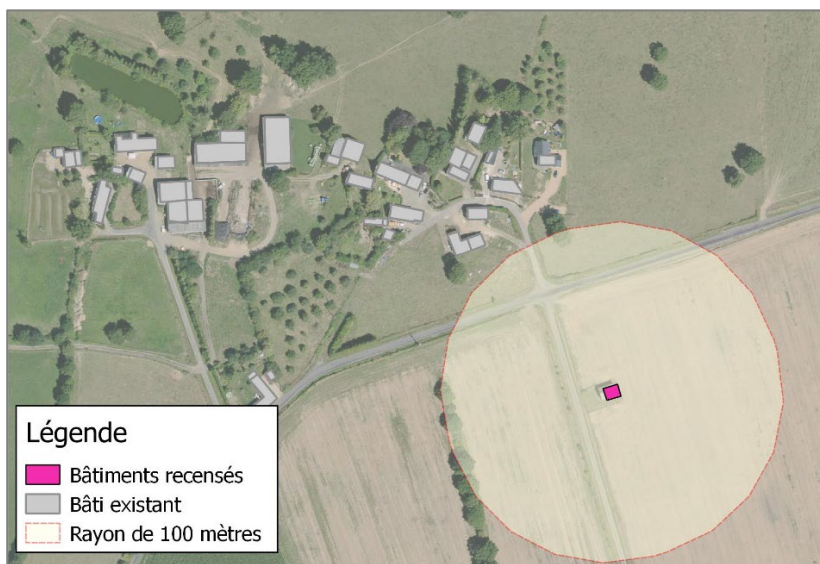 Légende
Bâtiments recensés
Bâti existant
Rayon de 100 mètres